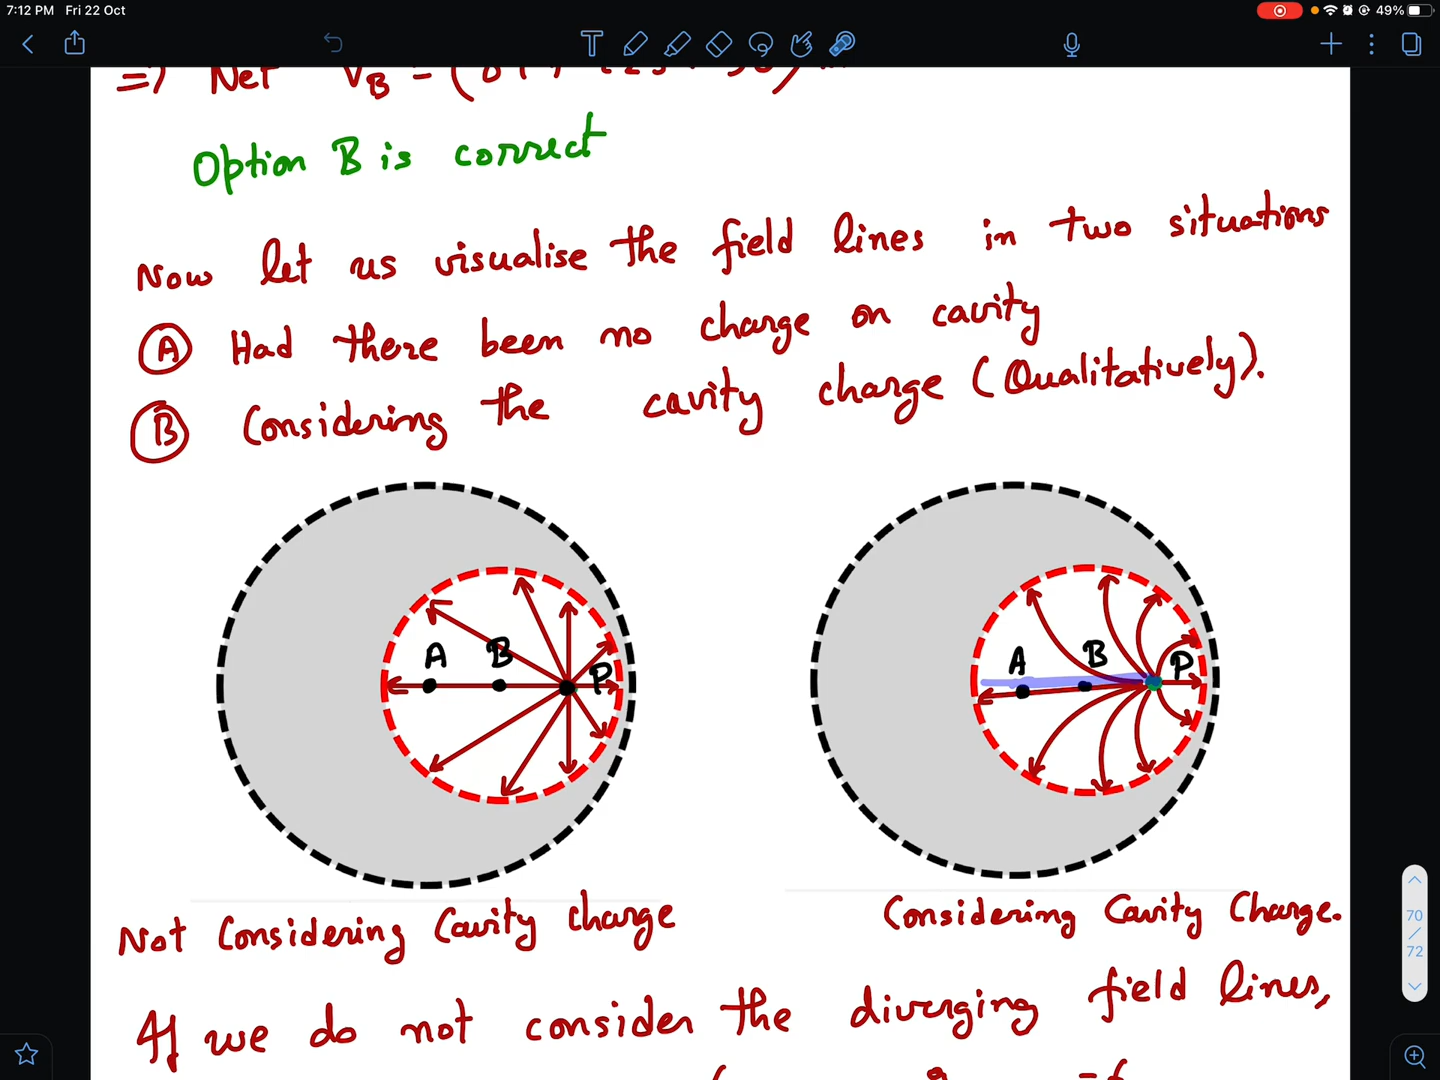 7:12 PM Fri 22 Oct
49%
=> Net V_B = (
Option B is correct
Now let us visualise the field lines in two situations
(A) Had there been no charge on cavity
(B) Considering the cavity charge (Qualitatively).
A B P
A B P
Not Considering Cavity charge
Considering Cavity Charge.
If we do not consider the diverging field lines,
70
/
72